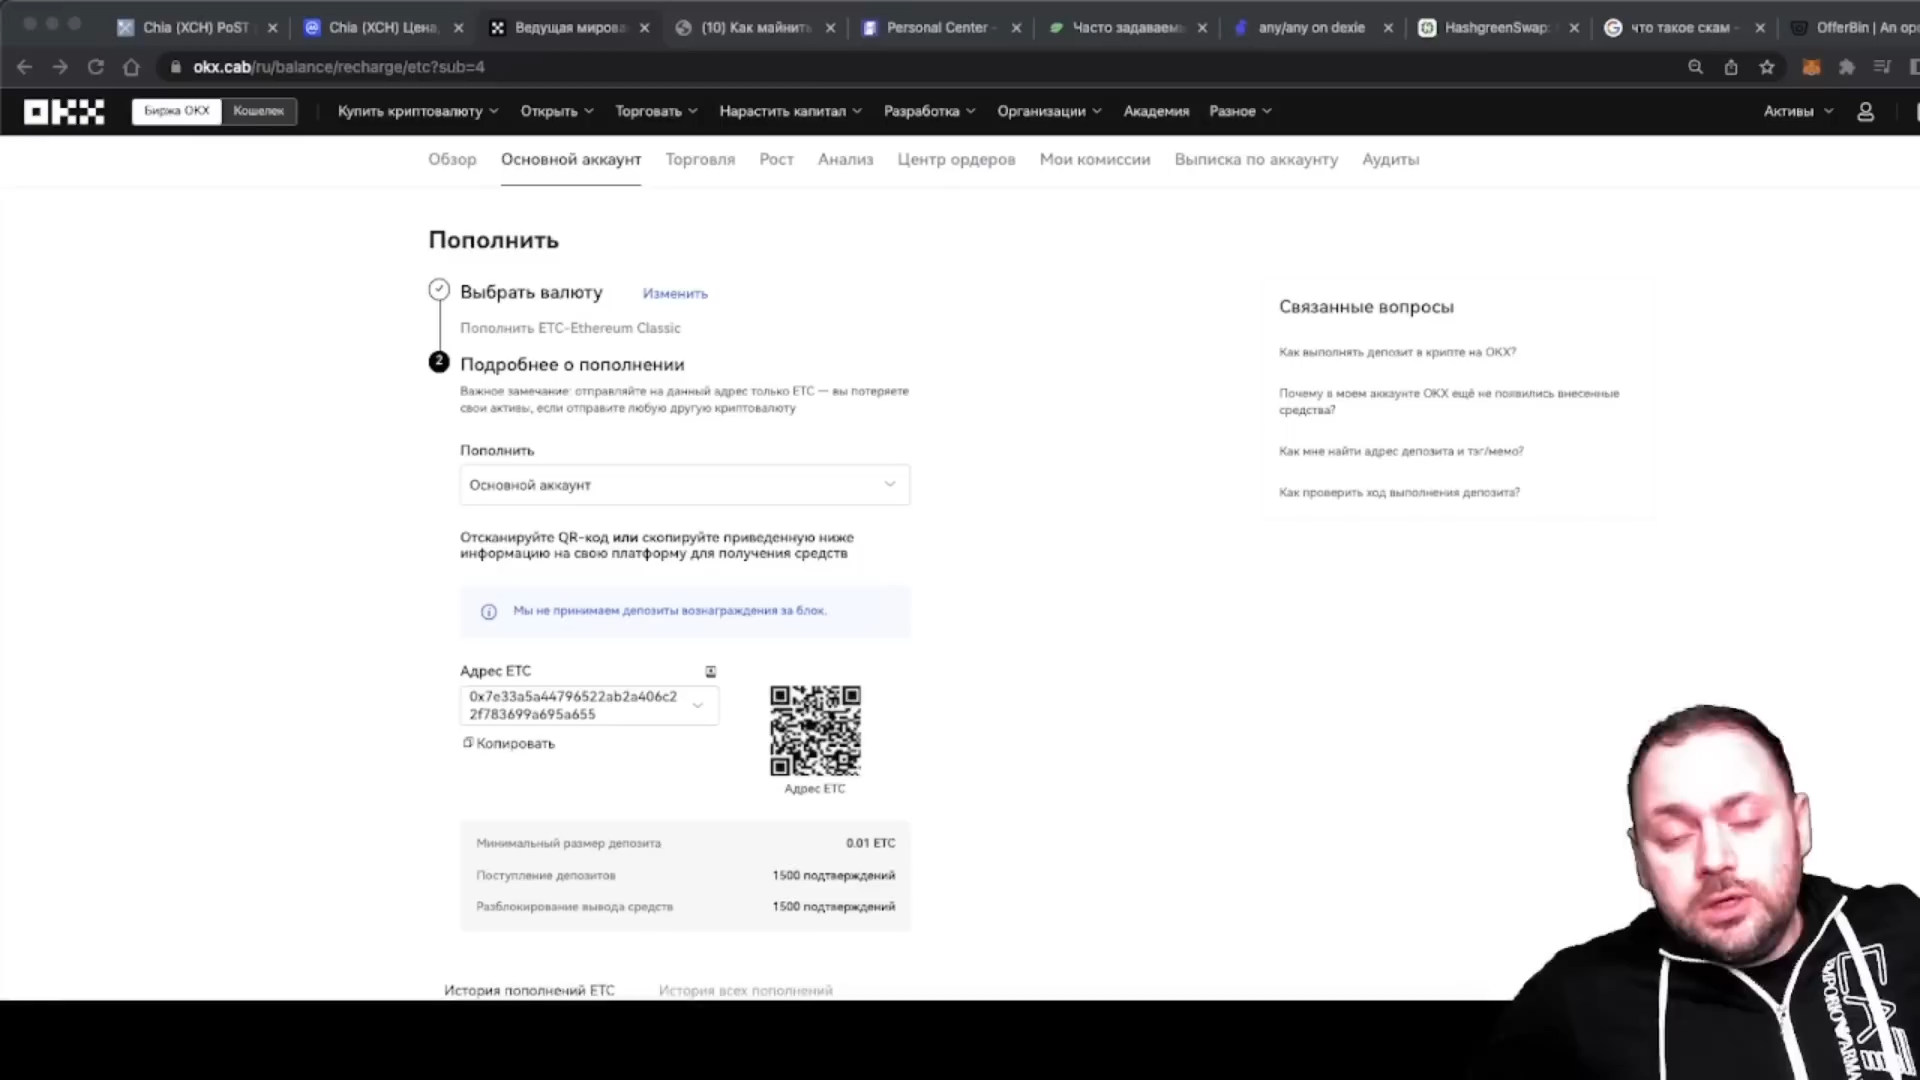 Chia (XCH) PoST
Chia (XCH) Цена,
Ведущая мирова
(10) Как майнить
Personal Center -
Часто задаваем
any/any on dexie
HashgreenSwap:
что такое скам -
OfferBin | An ope
okx.cab/ru/balance/recharge/etc?sub=4
OKX
Биржа OKX
Кошелек
Купить криптовалюту
Открыть
Торговать
Нарастить капитал
Разработка
Организации
Академия
Разное
Активы
Обзор
Основной аккаунт
Торговля
Рост
Анализ
Центр ордеров
Мои комиссии
Выписка по аккаунту
Аудиты
Пополнить
Выбрать валюту
Изменить
Пополнить ETC-Ethereum Classic
2
Подробнее о пополнении
Важное замечание: отправляйте на данный адрес только ETC — вы потеряете
свои активы, если отправите любую другую криптовалюту
Пополнить
Основной аккаунт
Отсканируйте QR-код или скопируйте приведенную ниже
информацию на свою платформу для получения средств
Мы не принимаем депозиты вознаграждения за блок.
Адрес ETC
0x7e33a5a44796522ab2a406c2
2f783699a695a655
Копировать
Адрес ETC
Минимальный размер депозита
0.01 ETC
Поступление депозитов
1500 подтверждений
Разблокирование вывода средств
1500 подтверждений
История пополнений ETC
История всех пополнений
Связанные вопросы
Как выполнять депозит в крипте на OKX?
Почему в моем аккаунте OKX ещё не появились внесенные
средства?
Как мне найти адрес депозита и тэг/мемо?
Как проверить ход выполнения депозита?